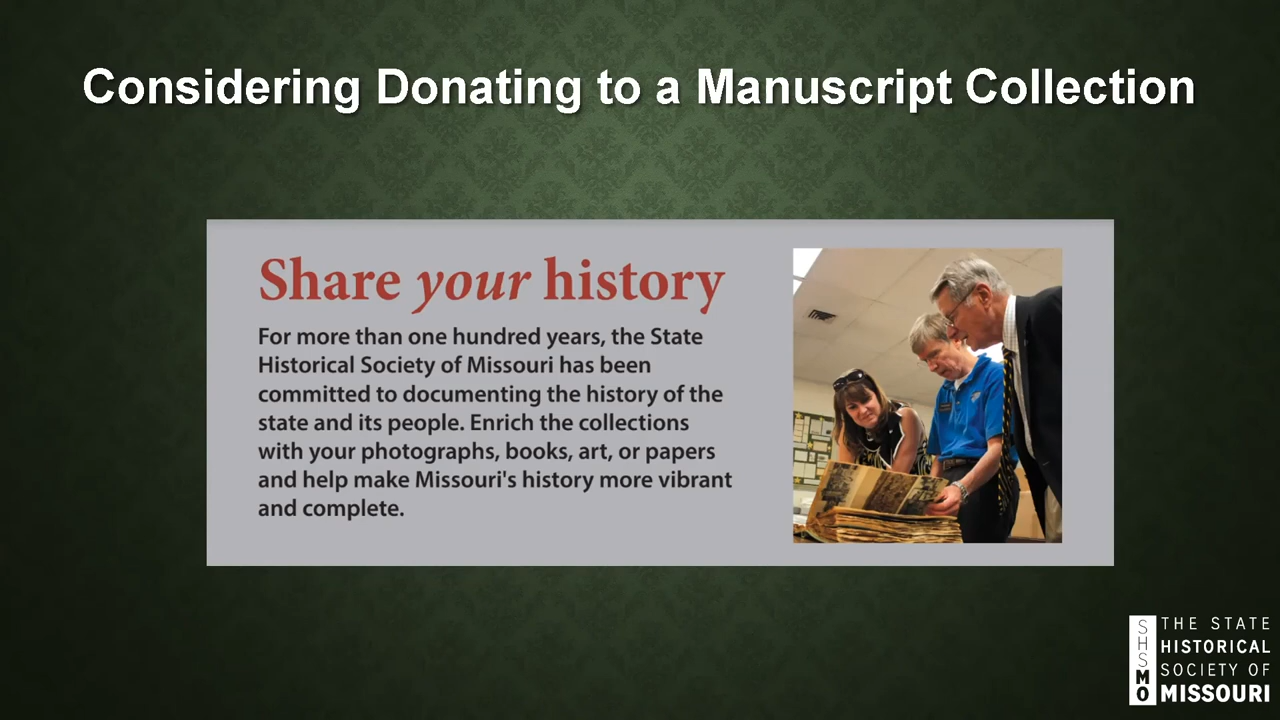 Considering Donating to a Manuscript Collection
Share your history
For more than one hundred years, the State
Historical Society of Missouri has been
committed to documenting the history of the
state and its people. Enrich the collections
with your photographs, books, art, or papers
and help make Missouri's history more vibrant
and complete.
SHSMO
THE STATE
HISTORICAL
SOCIETY OF
MISSOURI